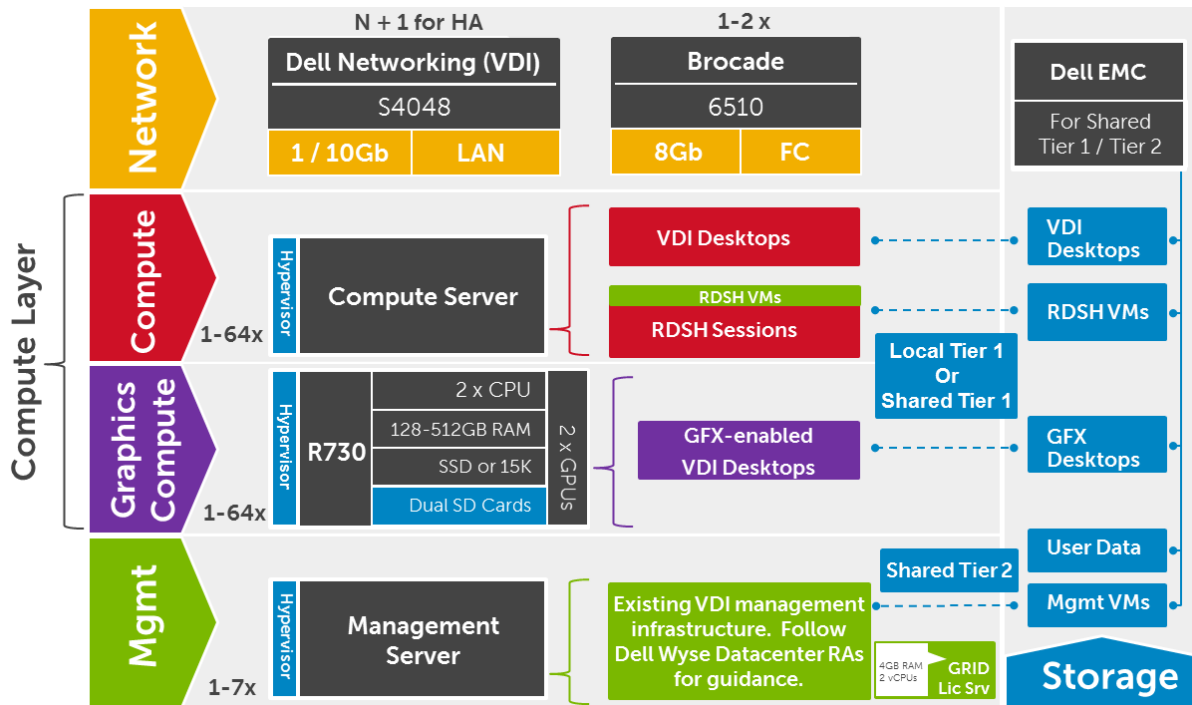 Network
N + 1 for HA
Dell Networking (VDI)
S4048
1 / 10Gb
LAN
1-2 x
Brocade
6510
8Gb
FC
Dell EMC
For Shared
Tier 1 / Tier 2
Compute Layer
Compute
1-64x
Hypervisor
Compute Server
VDI Desktops
RDSH VMs
RDSH Sessions
VDI
Desktops
RDSH VMs
Local Tier 1
Or
Shared Tier 1
Graphics
Compute
1-64x
Hypervisor
R730
2 x CPU
128-512GB RAM
SSD or 15K
Dual SD Cards
2 x GPUs
GFX-enabled
VDI Desktops
GFX
Desktops
Mgmt
1-7x
Hypervisor
Management
Server
Existing VDI management
infrastructure. Follow
Dell Wyse Datacenter RAs
for guidance.
4GB RAM
2 vCPUs
GRID
Lic Srv
Shared Tier 2
User Data
Mgmt VMs
Storage